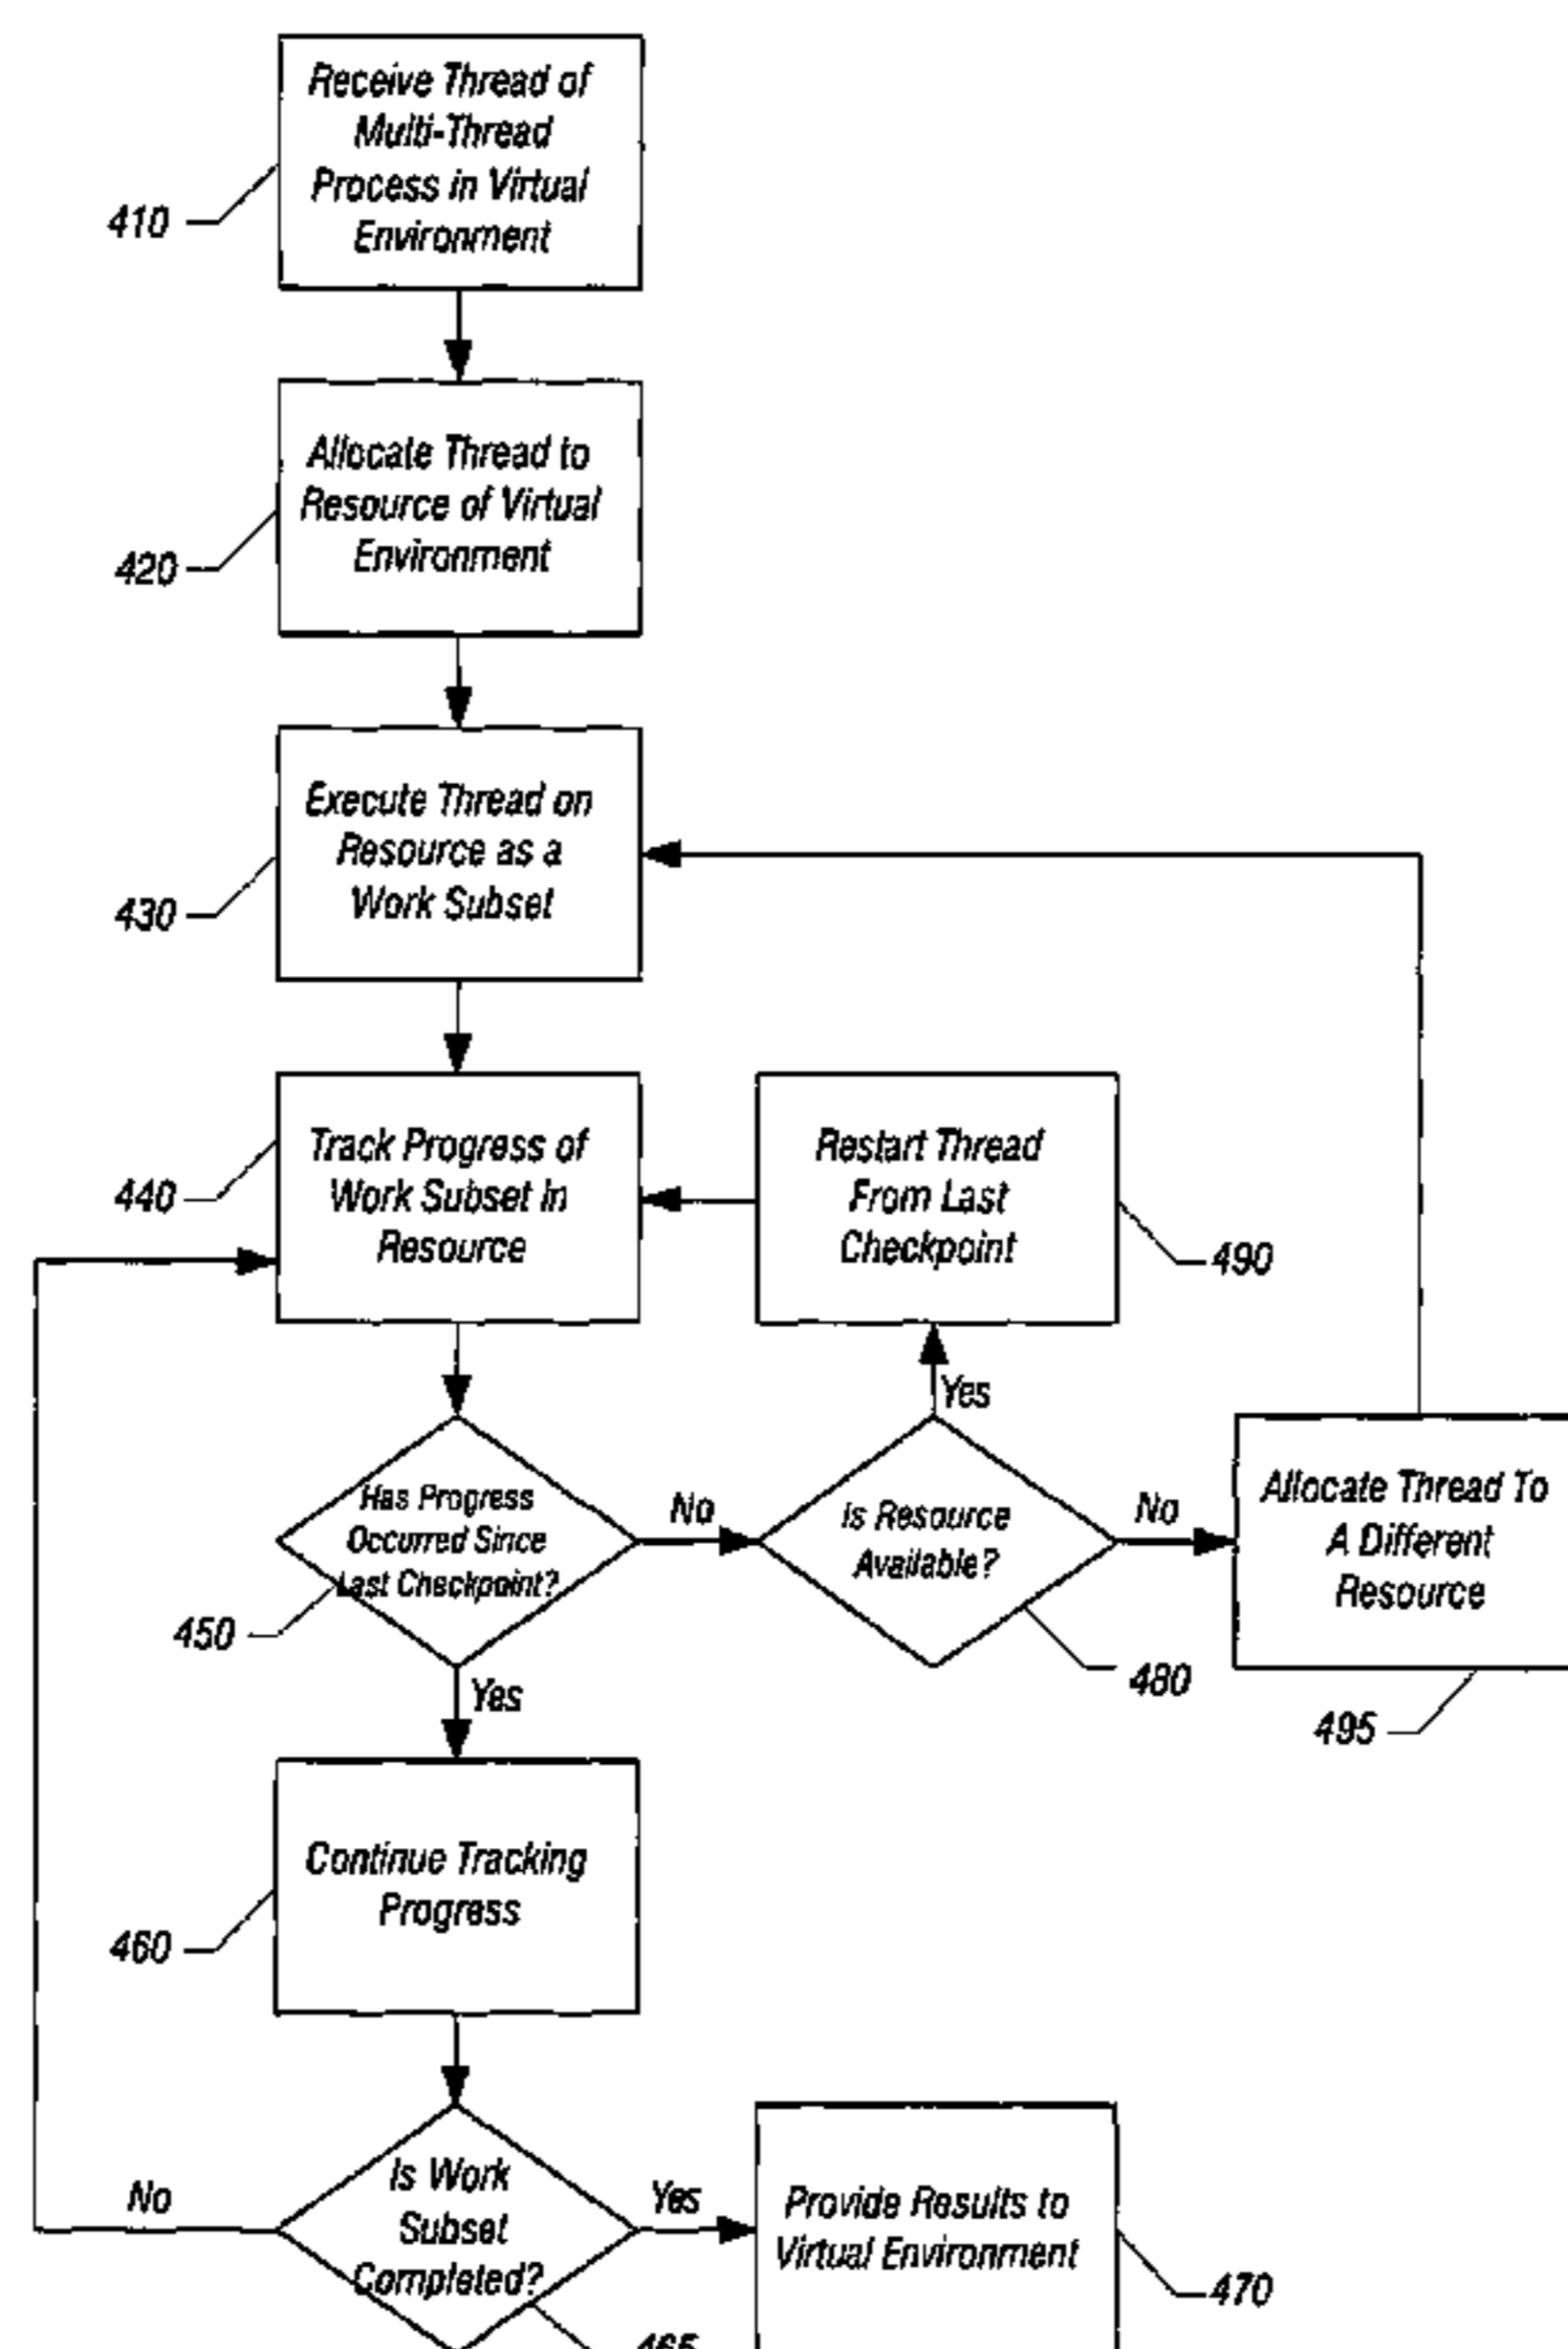 Receive Thread of
Multi-Thread
Process in Virtual
Environment
410
Allocate Thread to
Resource of Virtual
Environment
420
Execute Thread on
Resource as a
Work Subset
430
Track Progress of
Work Subset in
Resource
440
Restart Thread
From Last
Checkpoint
490
Yes
Has Progress
Occurred Since
Last Checkpoint?
450
No
Is Resource
Available?
480
No
Allocate Thread To
A Different
Resource
495
Yes
Continue Tracking
Progress
460
Is Work
Subset
Completed?
465
No
Yes
Provide Results to
Virtual Environment
470